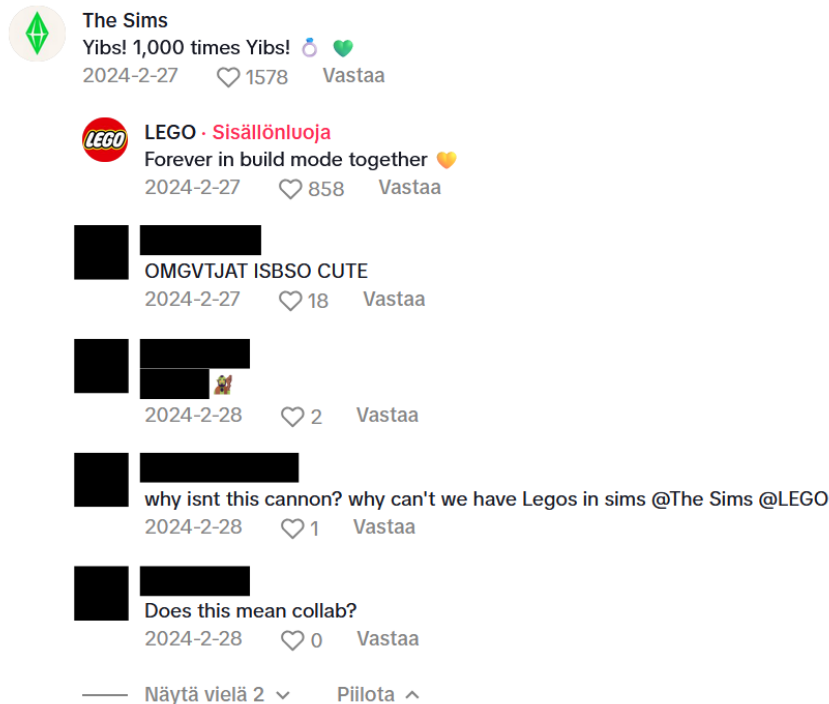 The Sims
Yibs! 1,000 times Yibs! 💍 💚
2024-2-27 1578 Vastaa
LEGO
LEGO · Sisällönluoja
Forever in build mode together 💛
2024-2-27 858 Vastaa
OMGVTJAT ISBSO CUTE
2024-2-27 18 Vastaa
2024-2-28 2 Vastaa
why isnt this cannon? why can't we have Legos in sims @The Sims @LEGO
2024-2-28 1 Vastaa
Does this mean collab?
2024-2-28 0 Vastaa
Näytä vielä 2 Piilota